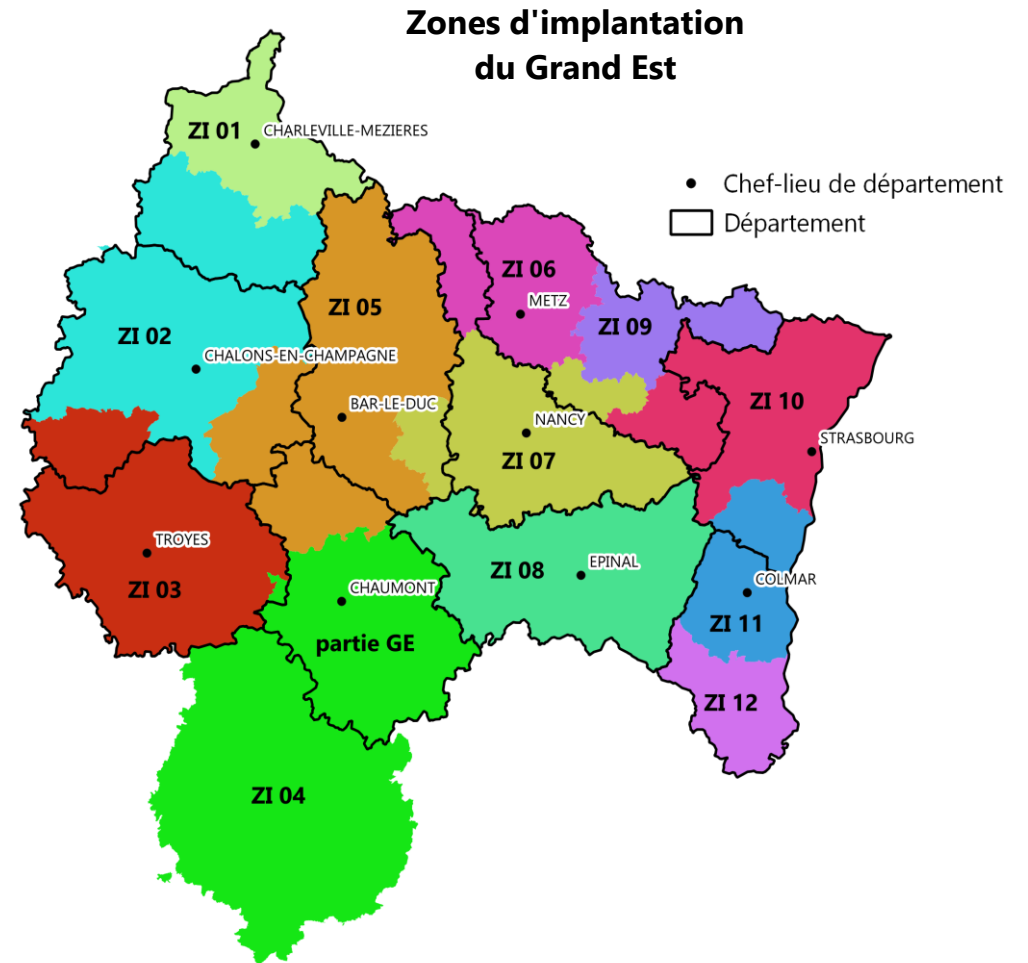 Zones d'implantation
du Grand Est
ZI 01
CHARLEVILLE-MEZIERES
Chef-lieu de département
Département
ZI 06
METZ
ZI 05
ZI 09
ZI 02
CHALONS-EN-CHAMPAGNE
BAR-LE-DUC
ZI 10
NANCY
STRASBOURG
ZI 07
TROYES
EPINAL
ZI 08
COLMAR
CHAUMONT
ZI 03
ZI 11
partie GE
ZI 12
ZI 04